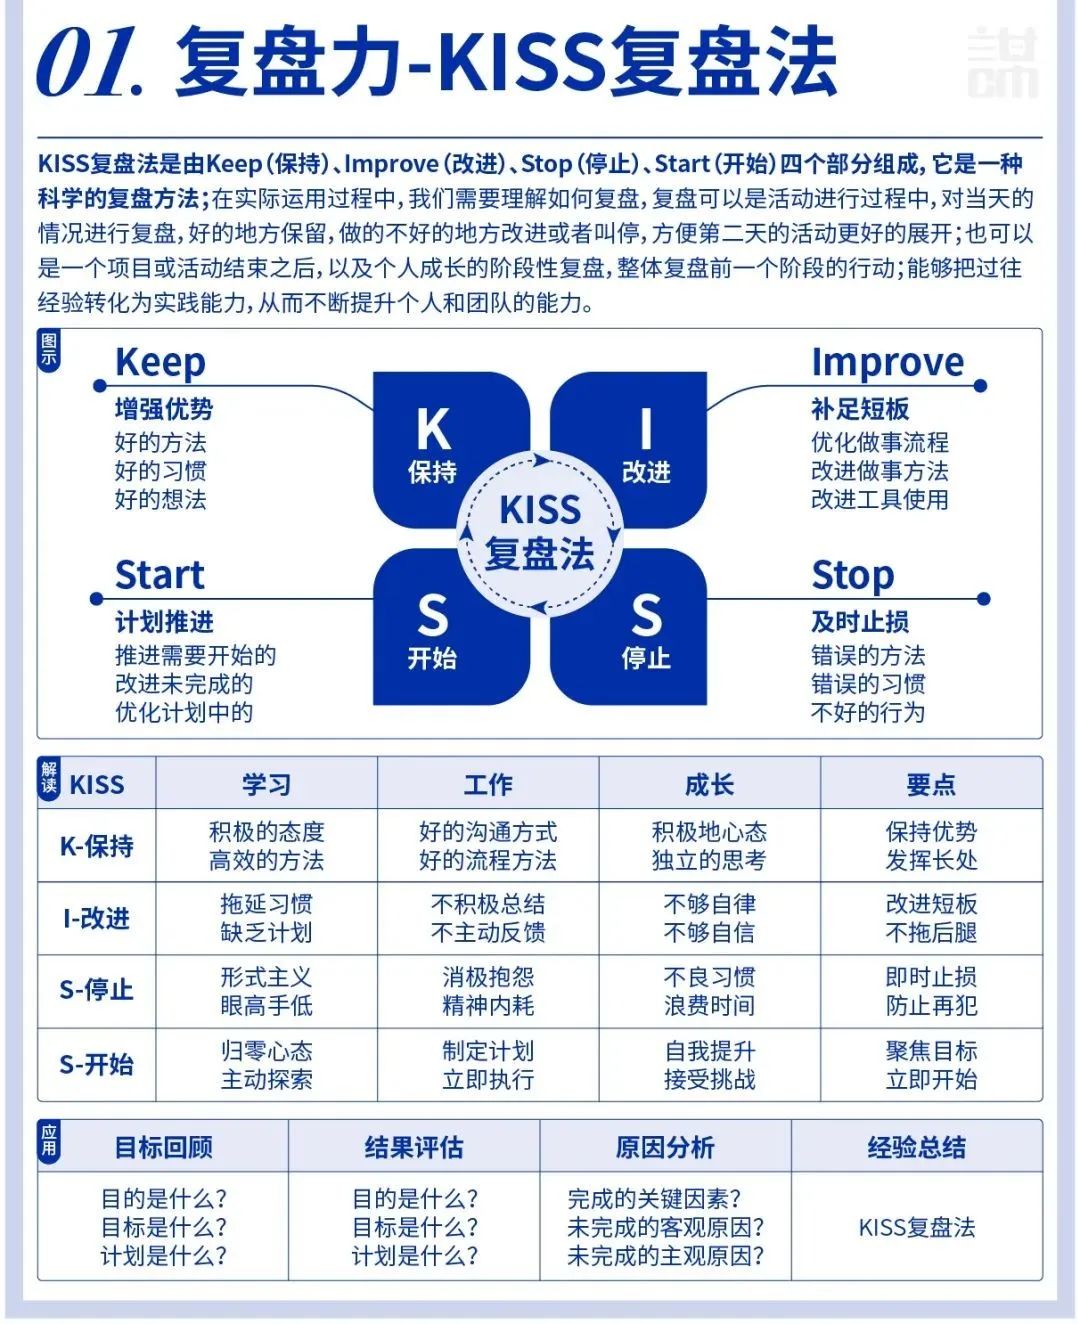 01. 复盘力-KISS复盘法
KISS复盘法是由Keep(保持)、Improve(改进)、Stop(停止)、Start(开始)四个部分组成,它是一种
科学的复盘方法;在实际运用过程中,我们需要理解如何复盘,复盘可以是活动进行过程中,对当天的
情况进行复盘,好的地方保留,做的不好的地方改进或者叫停,方便第二天的活动更好的展开;也可以
是一个项目或活动结束之后,以及个人成长的阶段性复盘,整体复盘前一个阶段的行动;能够把过往
经验转化为实践能力,从而不断提升个人和团队的能力。
图示
Keep
增强优势
好的方法
好的习惯
好的想法
K
保持
I
改进
Improve
补足短板
优化做事流程
改进做事方法
改进工具使用
KISS
复盘法
Start
计划推进
推进需要开始的
改进未完成的
优化计划中的
S
开始
S
停止
Stop
及时止损
错误的方法
错误的习惯
不好的行为
解读
KISS 学习 工作 成长 要点
K-保持
积极的态度 好的沟通方式 积极地心态 保持优势
高效的方法 好的流程方法 独立的思考 发挥长处
I-改进
拖延习惯 不积极总结 不够自律 改进短板
缺乏计划 不主动反馈 不够自信 不拖后腿
S-停止
形式主义 消极抱怨 不良习惯 即时止损
眼高手低 精神内耗 浪费时间 防止再犯
S-开始
归零心态 制定计划 自我提升 聚焦目标
主动探索 立即执行 接受挑战 立即开始
应用
目标回顾 结果评估 原因分析 经验总结
目的是什么? 目的是什么? 完成的关键因素?
目标是什么? 目标是什么? 未完成的客观原因? KISS复盘法
计划是什么? 计划是什么? 未完成的主观原因?